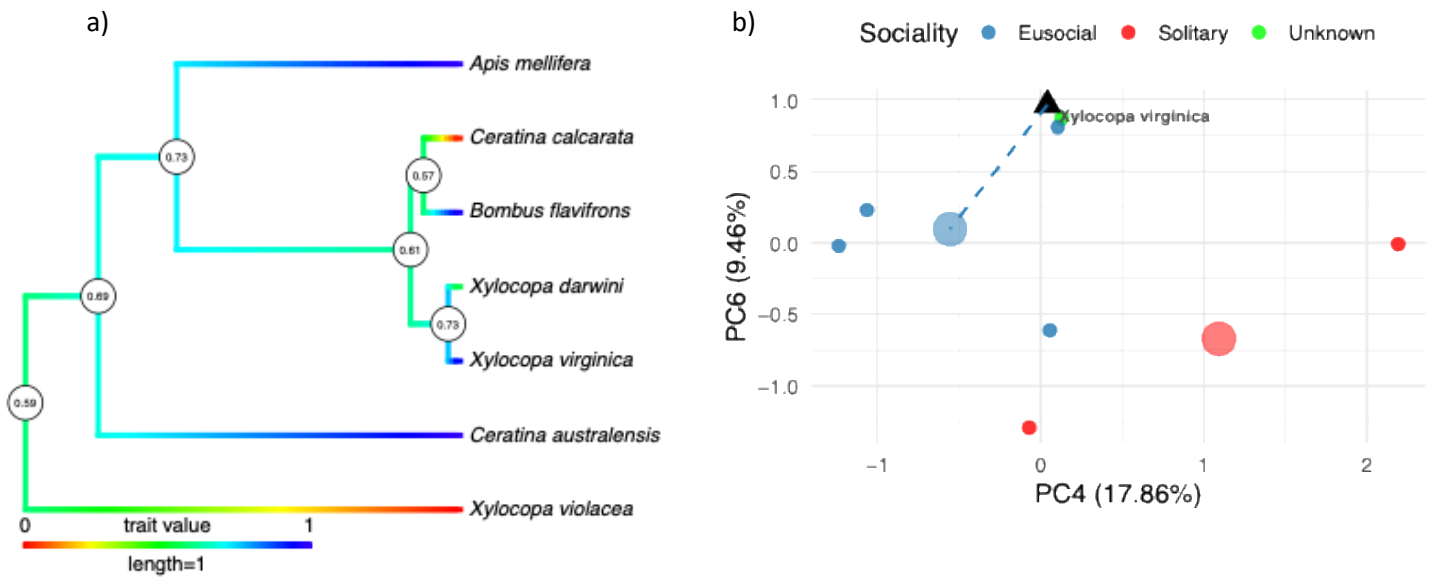 a)
Apis mellifera
0.73
Ceratina calcarata
0.57
Bombus flavifrons
0.61
Xylocopa darwini
0.73
Xylocopa virginica
0.69
0.59
Ceratina australensis
Xylocopa violacea
0 trait value 1
length=1
b)
Sociality Eusocial Solitary Unknown
1.0
Xylocopa virginica
0.5
0.0
−0.5
−1.0
PC6 (9.46%)
−1 0 1 2
PC4 (17.86%)